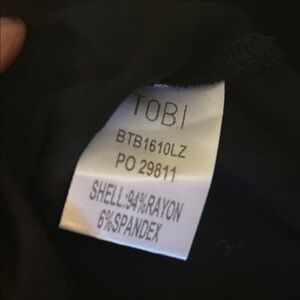 TOBI
BTB1610LZ
PO 29811
SHELL:94%RAYON
6%SPANDEX